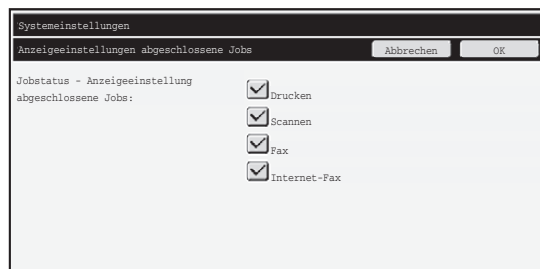 Systemeinstellungen
Anzeigeeinstellungen abgeschlossene Jobs Abbrechen OK
Jobstatus - Anzeigeeinstellung
abgeschlossene Jobs:
Drucken
Scannen
Fax
Internet-Fax